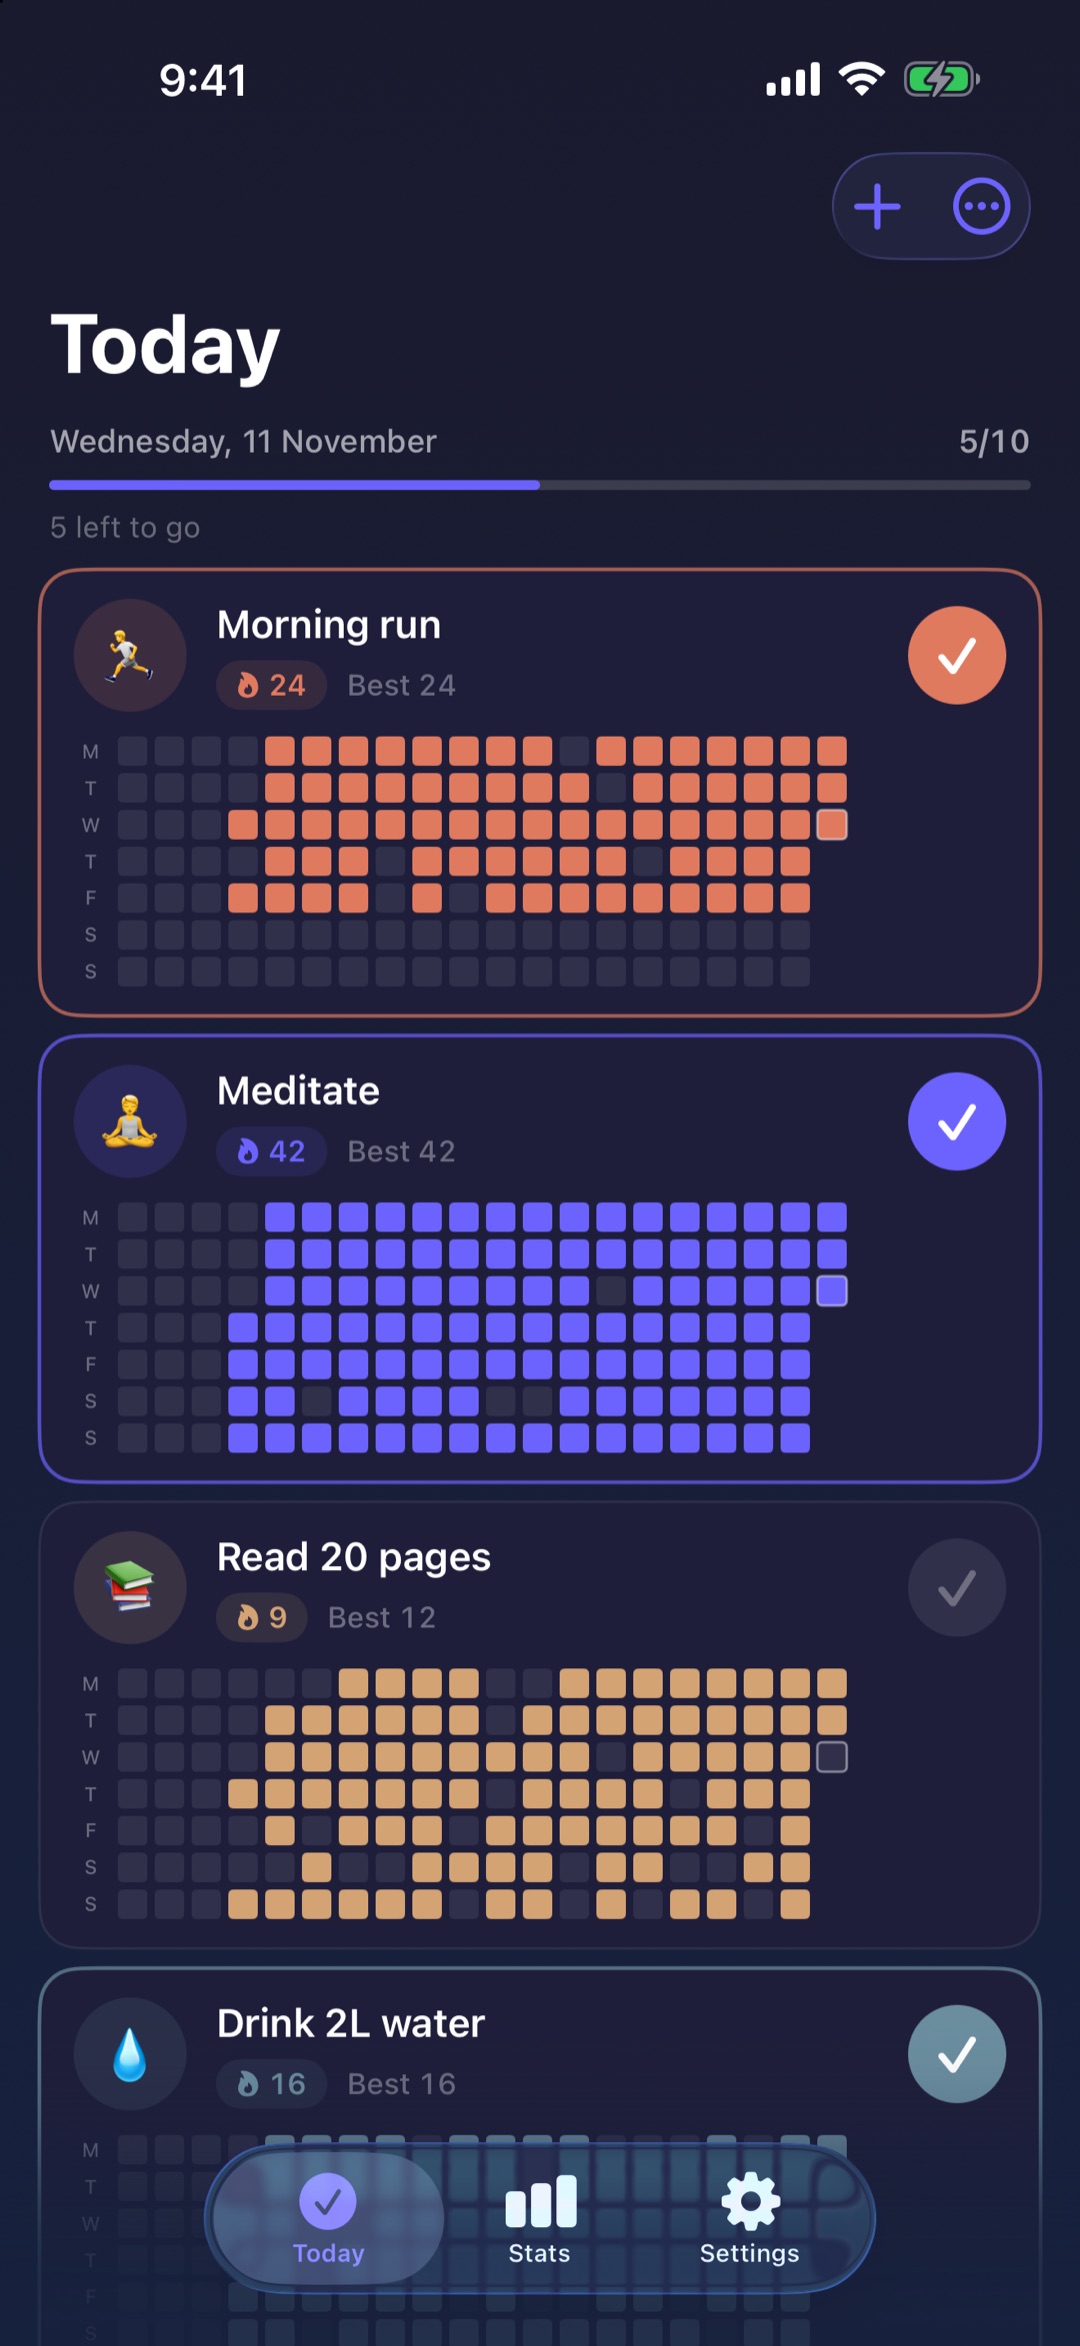 9:41
Today
Wednesday, 11 November 5/10
5 left to go
Morning run
24 Best 24
M
T
W
T
F
S
S
Meditate
42 Best 42
M
T
W
T
F
S
S
Read 20 pages
9 Best 12
M
T
W
T
F
S
S
Drink 2L water
16 Best 16
M
T
W
T
F
S
Today Stats Settings